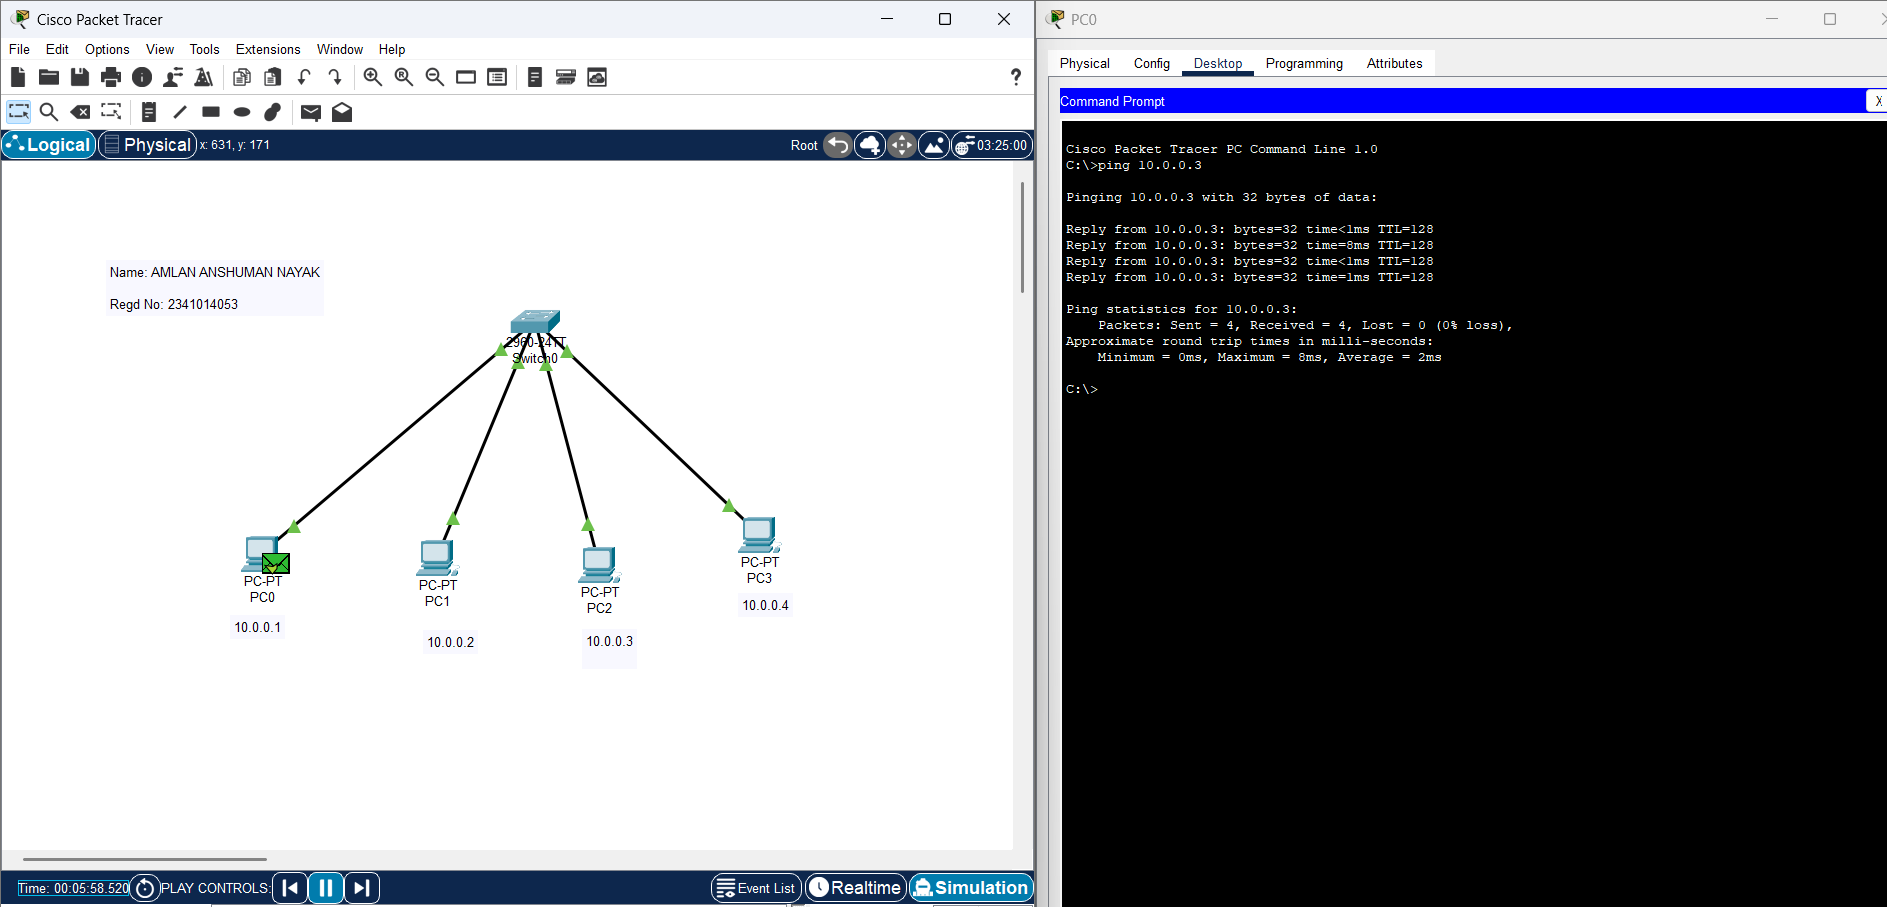 Cisco Packet Tracer
File Edit Options View Tools Extensions Window Help
?
Logical Physical x: 631, y: 171 Root 03:25:00
Name: AMLAN ANSHUMAN NAYAK
Regd No: 2341014053
2960-24TT
Switch0
PC-PT
PC0
10.0.0.1
PC-PT
PC1
10.0.0.2
PC-PT
PC2
10.0.0.3
PC-PT
PC3
10.0.0.4
Time: 00:05:58.520 PLAY CONTROLS: Event List Realtime Simulation
PC0
Physical Config Desktop Programming Attributes
Command Prompt X
Cisco Packet Tracer PC Command Line 1.0
C:\>ping 10.0.0.3
Pinging 10.0.0.3 with 32 bytes of data:
Reply from 10.0.0.3: bytes=32 time<1ms TTL=128
Reply from 10.0.0.3: bytes=32 time=8ms TTL=128
Reply from 10.0.0.3: bytes=32 time<1ms TTL=128
Reply from 10.0.0.3: bytes=32 time=1ms TTL=128
Ping statistics for 10.0.0.3:
Packets: Sent = 4, Received = 4, Lost = 0 (0% loss),
Approximate round trip times in milli-seconds:
Minimum = 0ms, Maximum = 8ms, Average = 2ms
C:\>